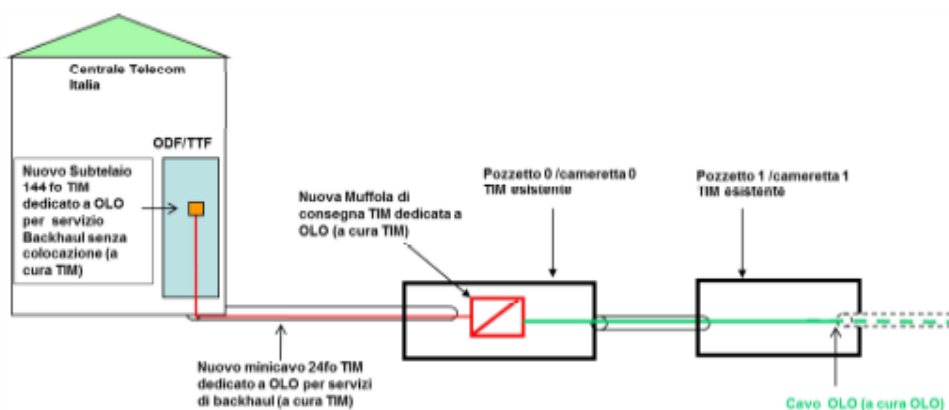 Centrale Telecom
Italia
ODF/TTF
Nuovo Subtelaio
144 fo TIM
dedicato a OLO
per servizio
Backhaul senza
colocazione (a
cura TIM)
Nuova Muffola di
consegna TIM dedicata a
OLO (a cura TIM)
Pozzetto 0 /cameretta 0
TIM esistente
Pozzetto 1 /cameretta 1
TIM esistente
Nuovo minicavo 24fo TIM
dedicato a OLO per servizi
di backhaul (a cura TIM)
Cavo OLO (a cura OLO)